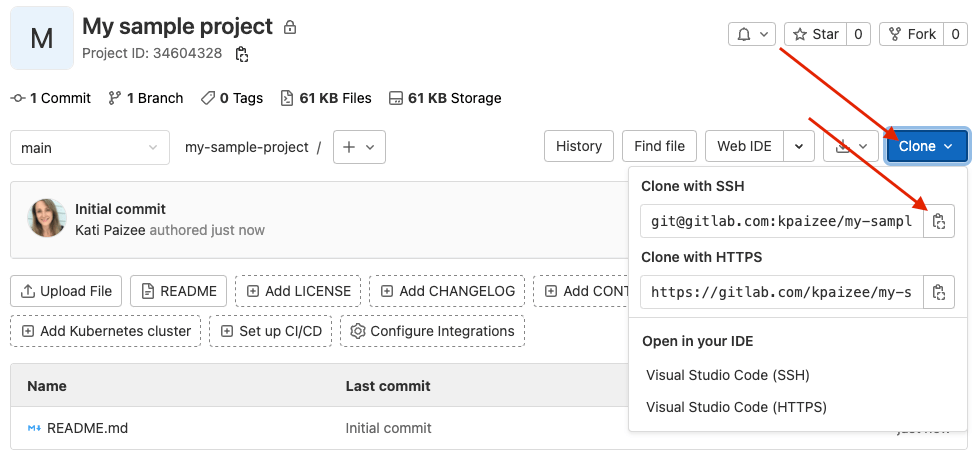 M
My sample project
Project ID: 34604328
Star 0
Fork 0
1 Commit 1 Branch 0 Tags 61 KB Files 61 KB Storage
main
my-sample-project /
History Find file Web IDE Clone
Clone with SSH
git@gitlab.com:kpaizee/my-sampl
Clone with HTTPS
https://gitlab.com/kpaizee/my-s
Open in your IDE
Visual Studio Code (SSH)
Visual Studio Code (HTTPS)
Initial commit
Kati Paizee authored just now
Upload File README Add LICENSE Add CHANGELOG Add CONT
Add Kubernetes cluster Set up CI/CD Configure Integrations
Name Last commit
README.md Initial commit